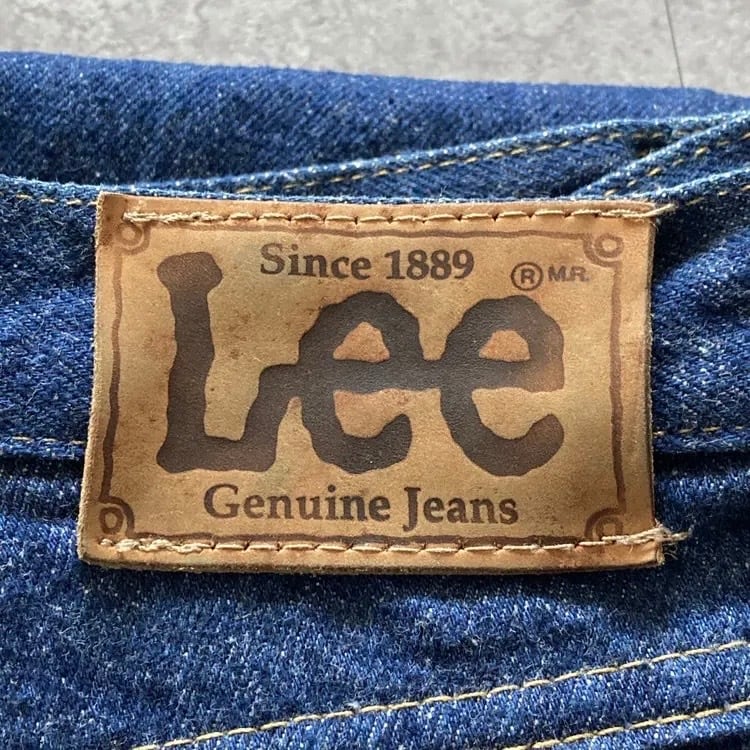 Since 1889
® M.R.
Lee
Genuine Jeans